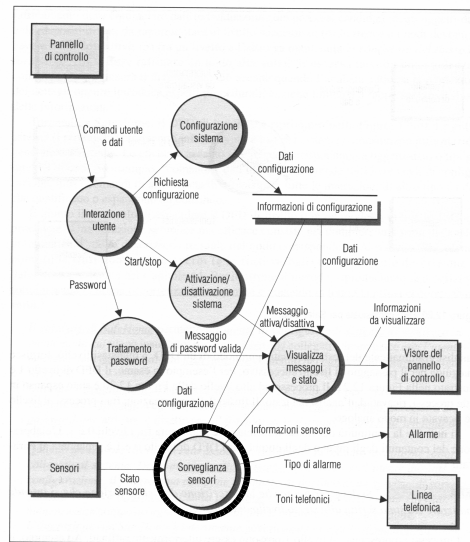 Pannello
di controllo
Comandi utente
e dati
Configurazione
sistema
Dati
configurazione
Richiesta
configurazione
Informazioni di configurazione
Interazione
utente
Start/stop
Dati
configurazione
Password
Attivazione/
disattivazione
sistema
Messaggio
attiva/disattiva
Informazioni
da visualizzare
Messaggio
di password valida
Trattamento
password
Visualizza
messaggi
e stato
Visore del
pannello
di controllo
Dati
configurazione
Informazioni sensore
Allarme
Sensori
Stato
sensore
Sorveglianza
sensori
Tipo di allarme
Toni telefonici
Linea
telefonica